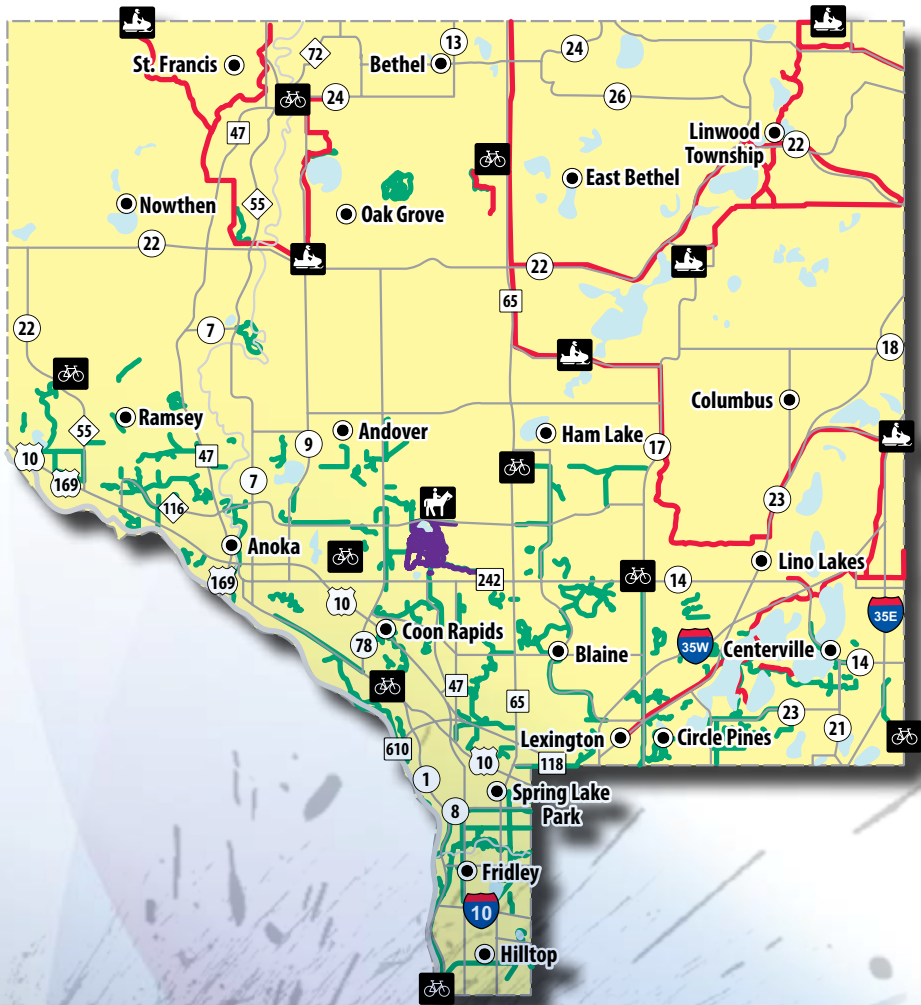 72
13
24
St. Francis
Bethel
24
26
47
Linwood
Township
22
East Bethel
Nowthen
55
Oak Grove
22
22
65
22
7
18
Columbus
Ramsey
55
Andover
Ham Lake
9
17
47
10
169
7
23
116
Anoka
Lino Lakes
169
242
14
10
35E
Coon Rapids
78
35W
Blaine
Centerville
14
47
65
23
21
Lexington
Circle Pines
610
10
118
1
Spring Lake
Park
8
Fridley
10
Hilltop